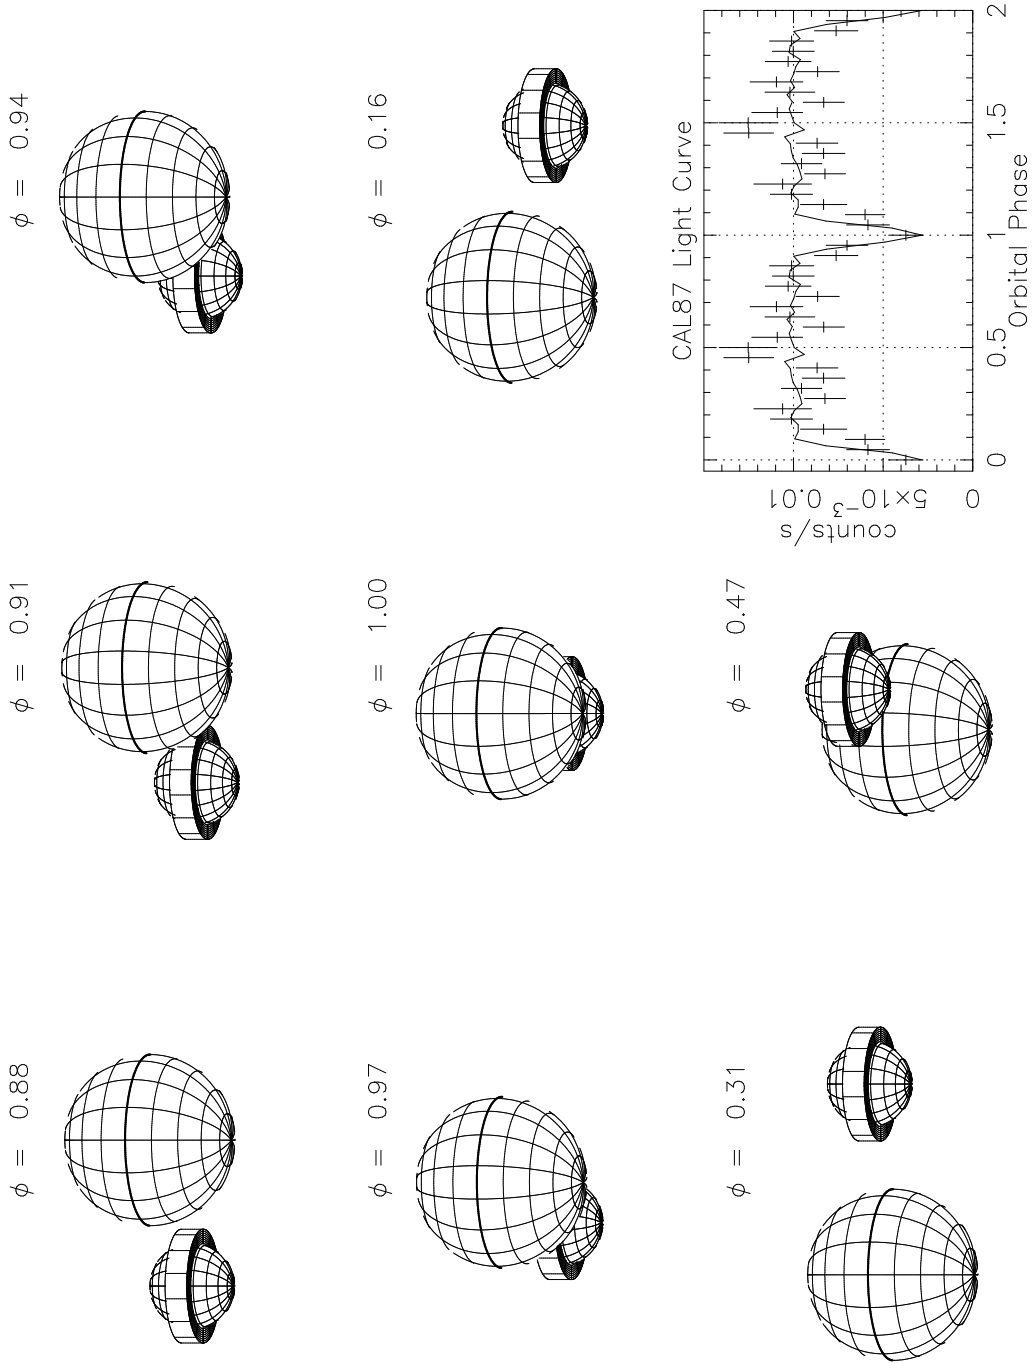 ϕ = 0.88
ϕ = 0.91
ϕ = 0.94
ϕ = 0.97
ϕ = 1.00
ϕ = 0.16
ϕ = 0.31
ϕ = 0.47
CAL87 Light Curve
counts/s
0 5×10⁻³ 0.01
0 0.5 1 1.5 2
Orbital Phase